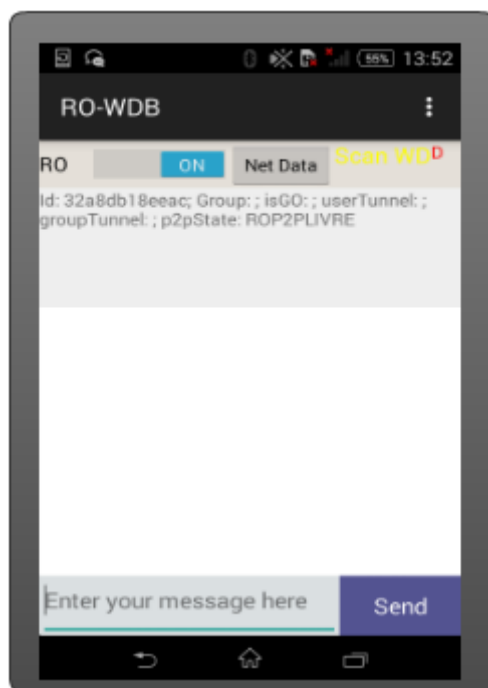 55% 13:52
RO-WDB
RO ON Net Data Scan WD D
Id: 32a8db18eeac; Group: ; isGO: ; userTunnel: ;
groupTunnel: ; p2pState: ROP2PLIVRE
Enter your message here Send